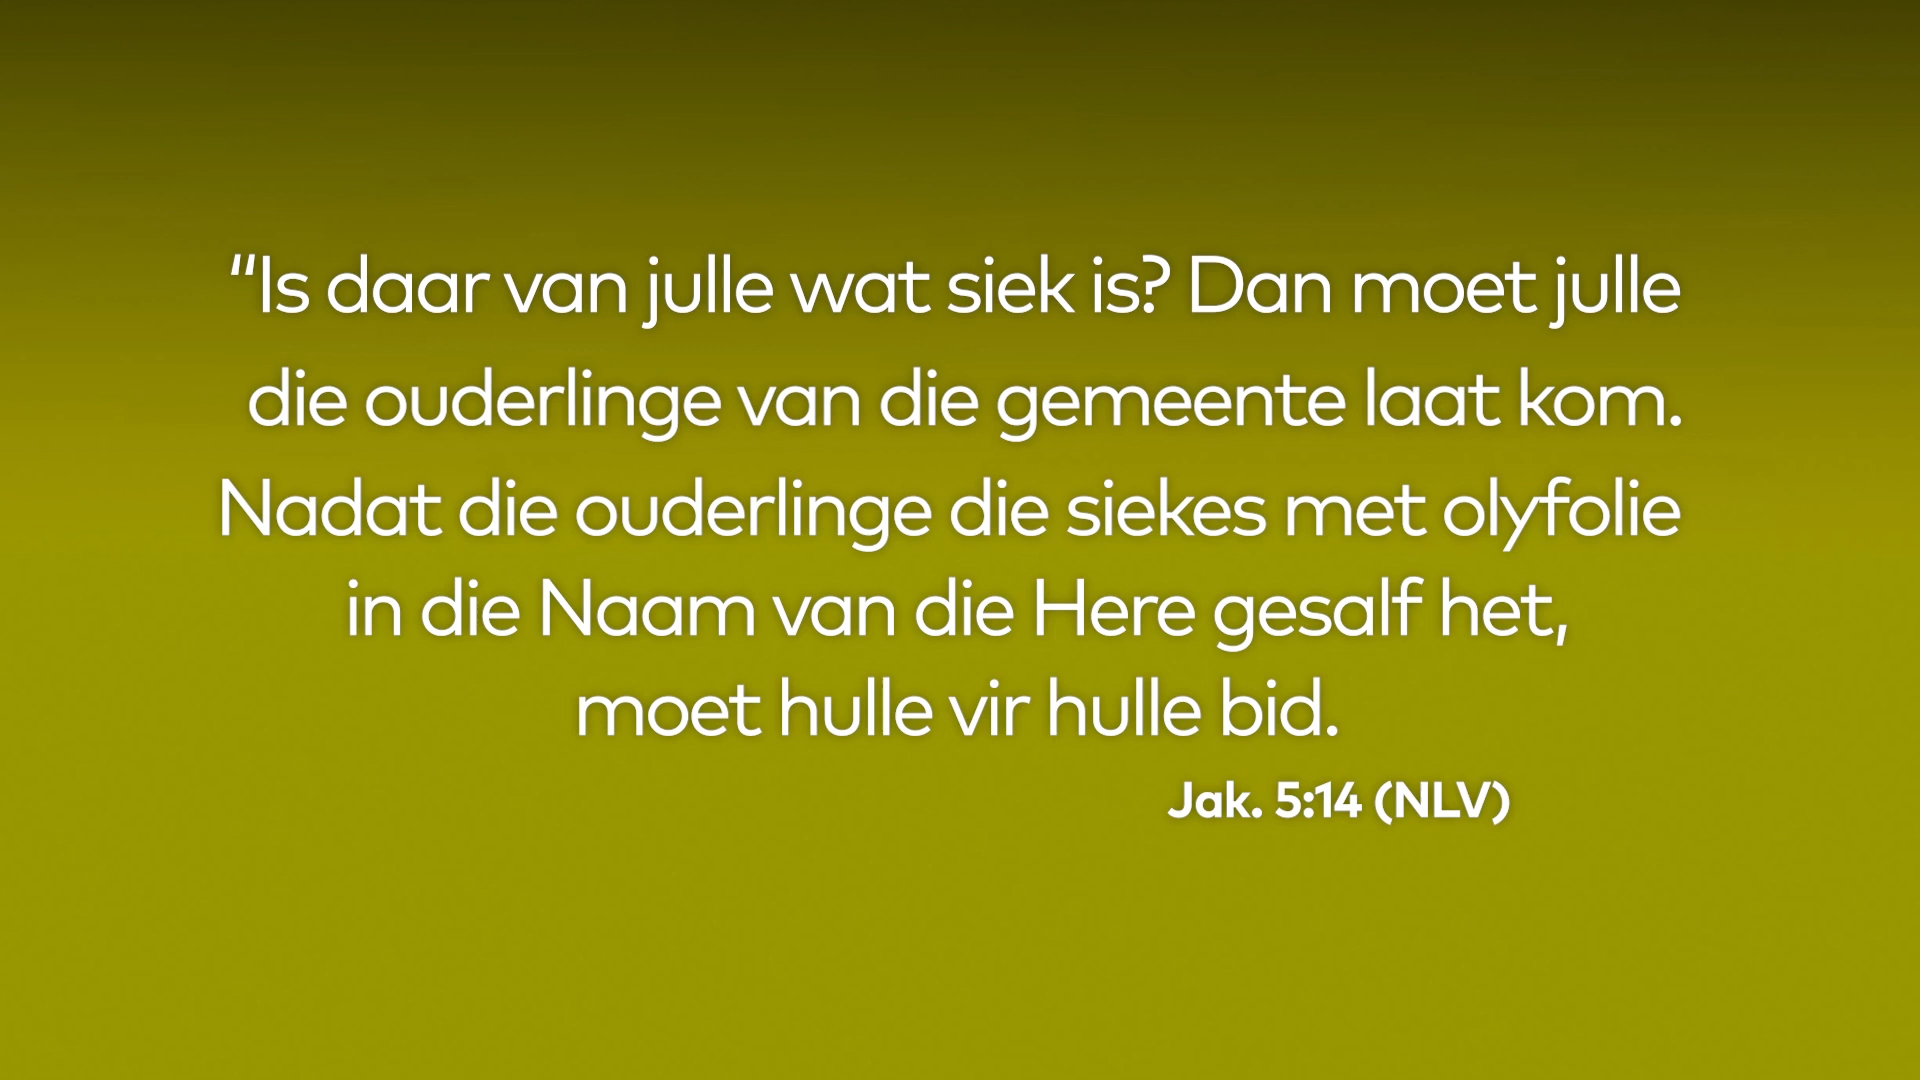 “Is daar van julle wat siek is? Dan moet julle
die ouderlinge van die gemeente laat kom.
Nadat die ouderlinge die siekes met olyfolie
in die Naam van die Here gesalf het,
moet hulle vir hulle bid.
Jak. 5:14 (NLV)